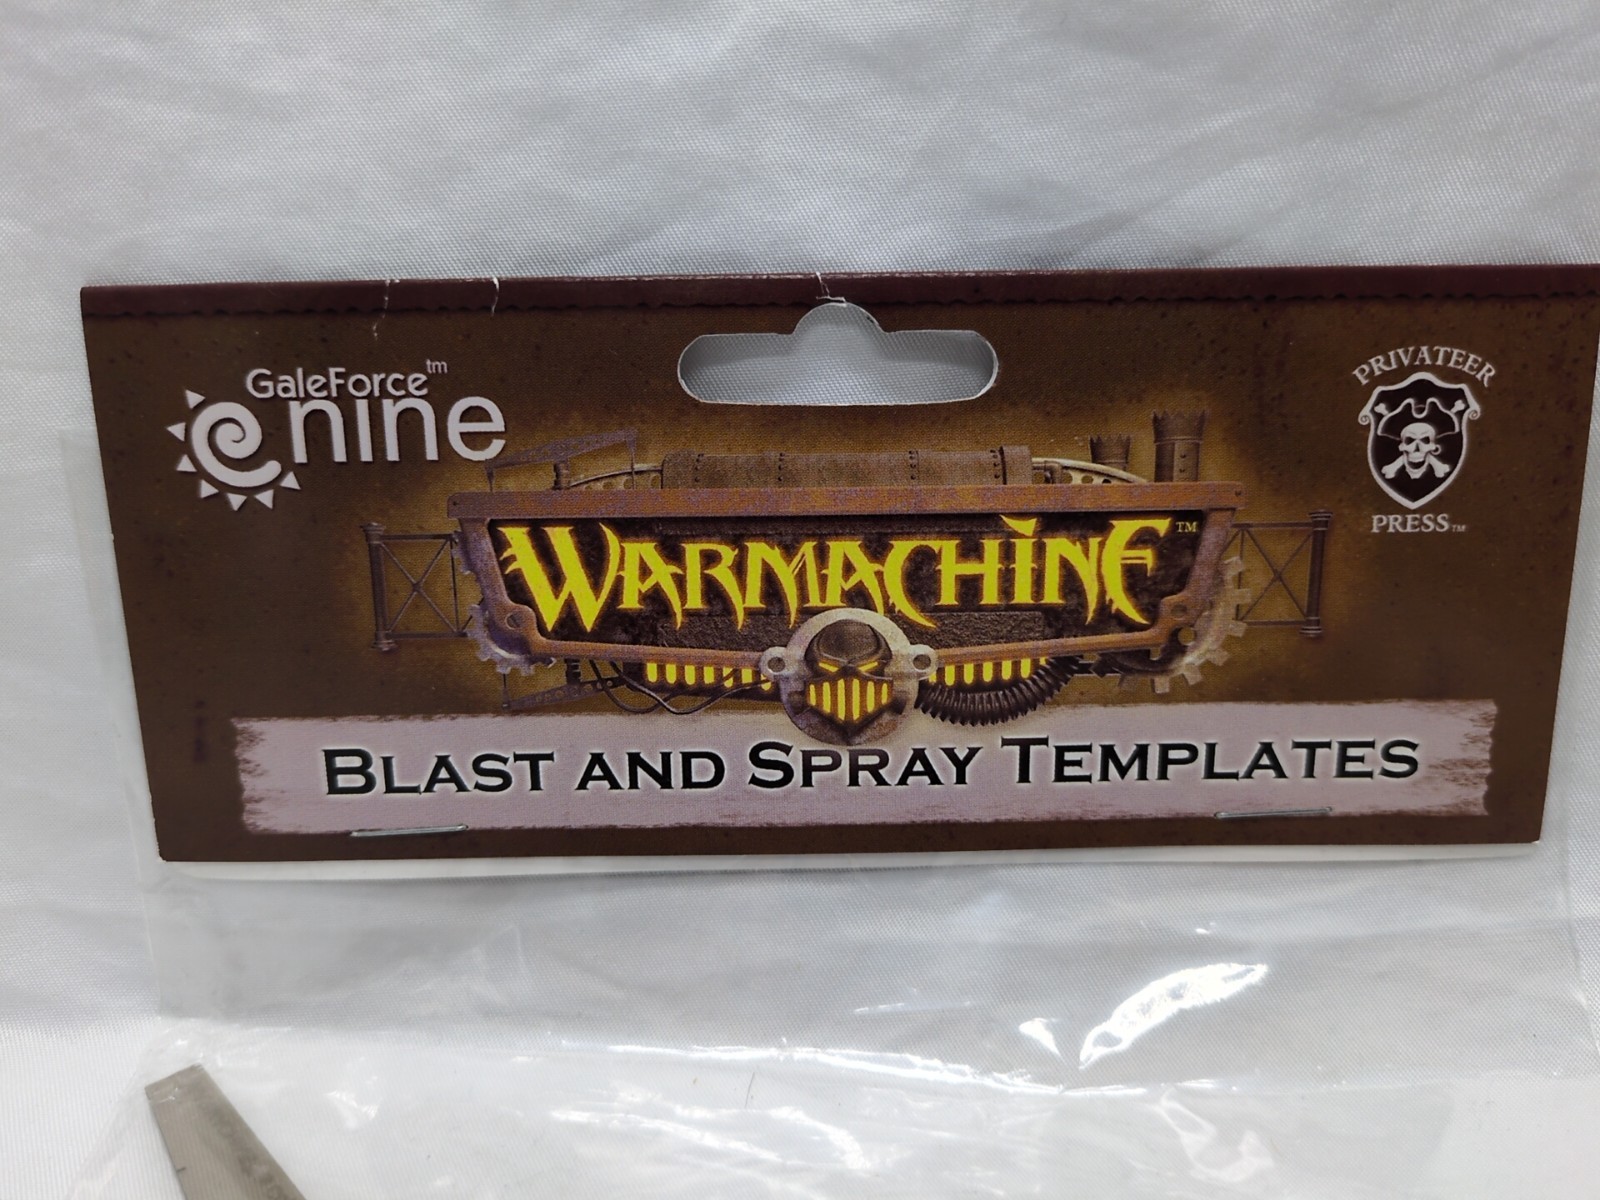 GaleForce™
nine
PRIVATEER
PRESS™
WARMACHINE™
BLAST AND SPRAY TEMPLATES